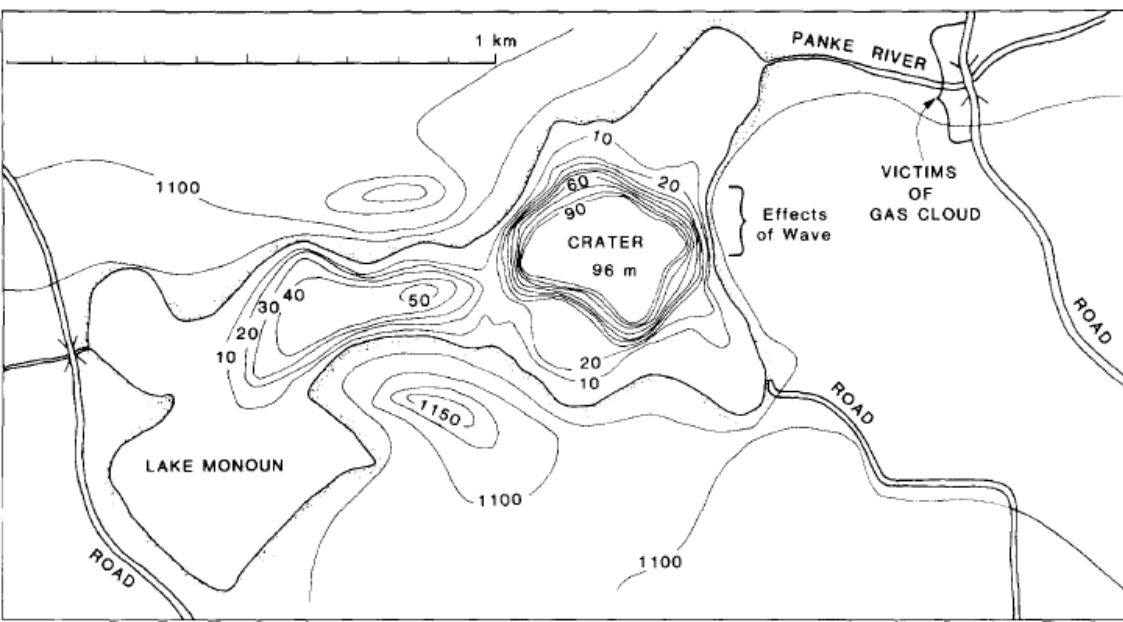 1 km
PANKE RIVER
10
1100
60
20
90
VICTIMS
OF
GAS CLOUD
Effects
of Wave
CRATER
96 m
40
50
30
20
10
ROAD
20
10
1150
ROAD
LAKE MONOUN
1100
1100
ROAD